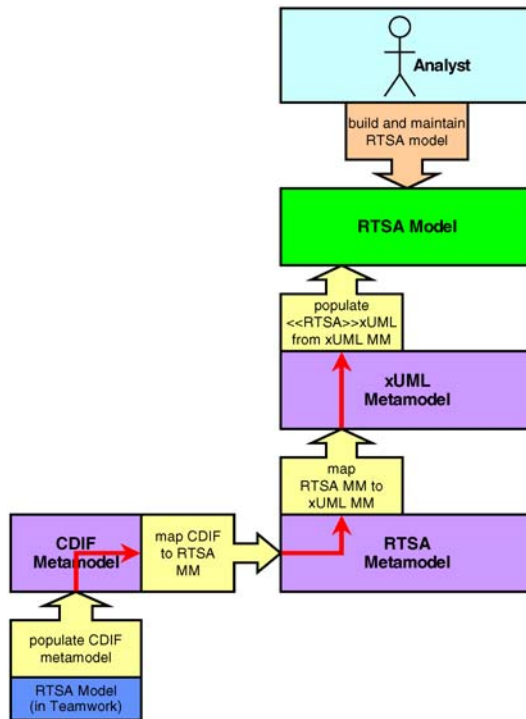 Analyst
build and maintain
RTSA model
RTSA Model
populate
<<RTSA>>xUML
from xUML MM
xUML
Metamodel
map
RTSA MM to
xUML MM
CDIF
Metamodel
map CDIF
to RTSA
MM
RTSA
Metamodel
populate CDIF
metamodel
RTSA Model
(in Teamwork)